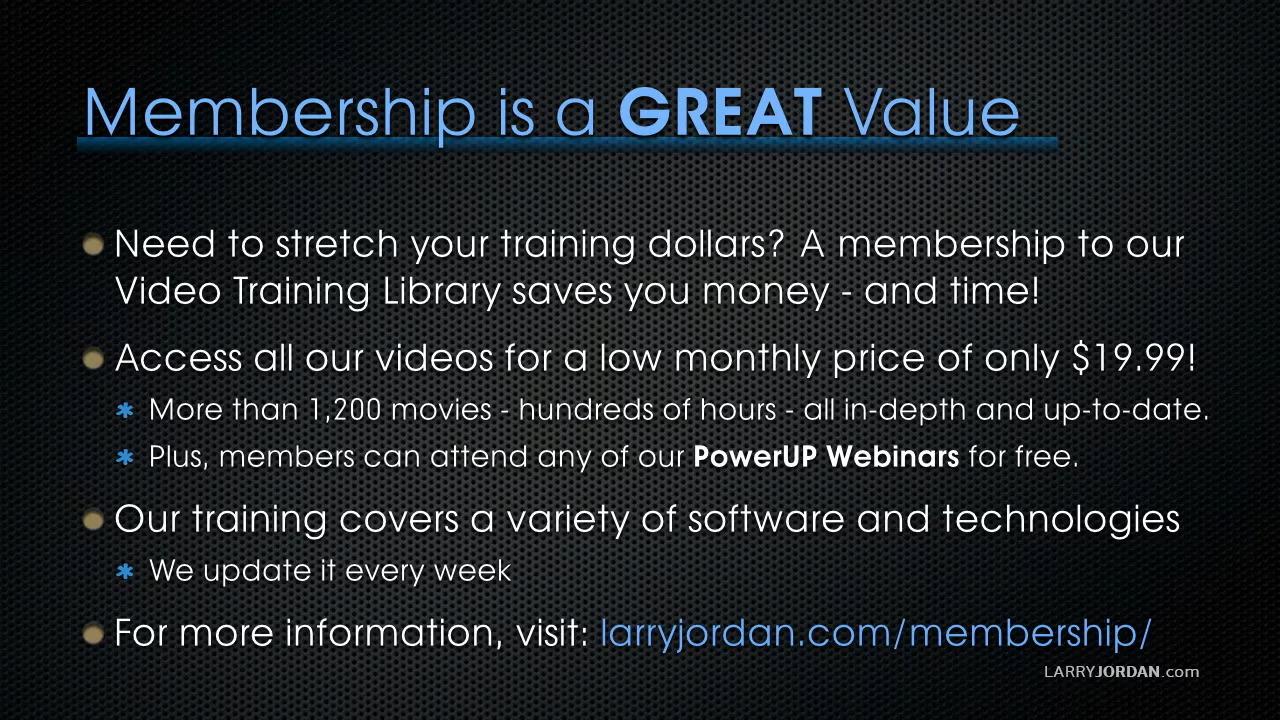 Membership is a GREAT Value
Need to stretch your training dollars? A membership to our
Video Training Library saves you money - and time!
Access all our videos for a low monthly price of only $19.99!
More than 1,200 movies - hundreds of hours - all in-depth and up-to-date.
Plus, members can attend any of our PowerUP Webinars for free.
Our training covers a variety of software and technologies
We update it every week
For more information, visit: larryjordan.com/membership/
LARRYJORDAN.com